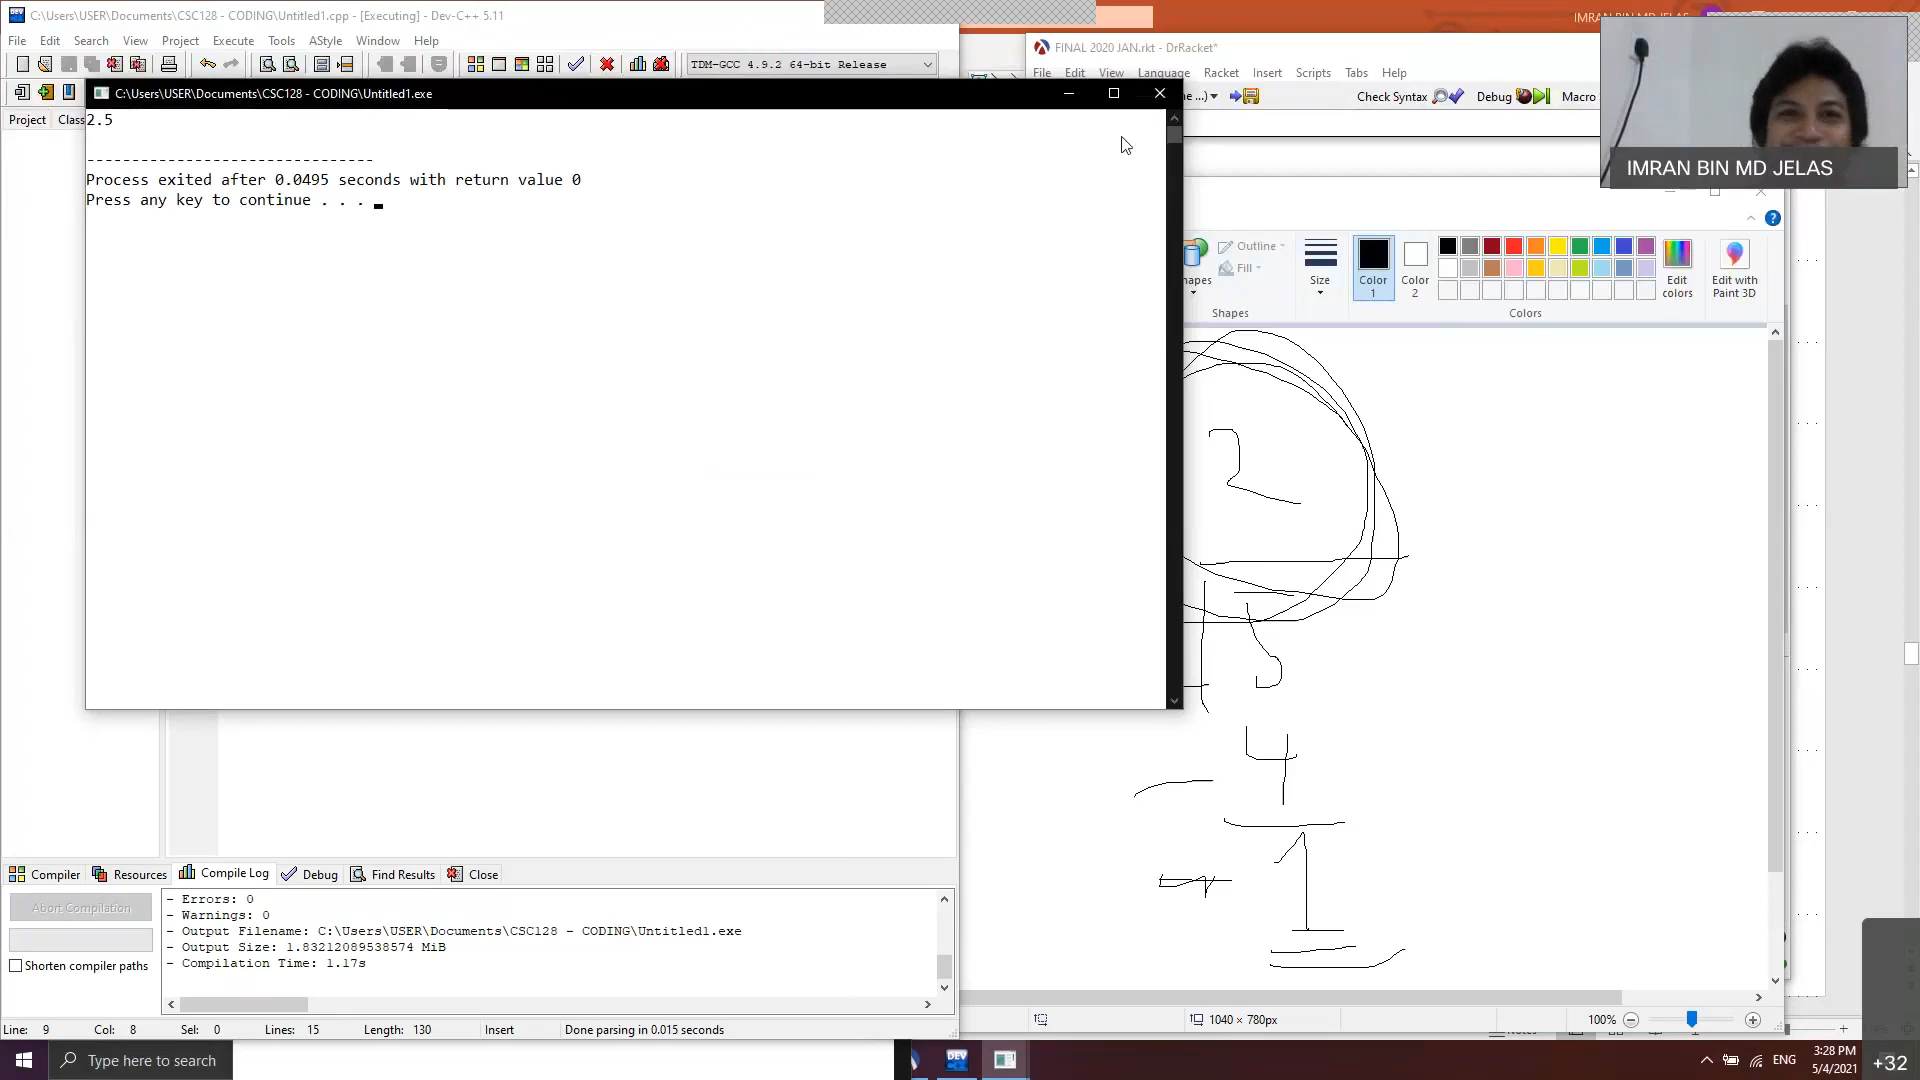 C:\Users\USER\Documents\CSC128 - CODING\Untitled1.cpp - [Executing] - Dev-C++ 5.11
File Edit Search View Project Execute Tools AStyle Window Help
TDM-GCC 4.9.2 64-bit Release
Project Class
C:\Users\USER\Documents\CSC128 - CODING\Untitled1.exe
2.5
--------------------------------
Process exited after 0.0495 seconds with return value 0
Press any key to continue . . .
FINAL 2020 JAN.rkt - DrRacket*
File Edit View Language Racket Insert Scripts Tabs Help
...) Check Syntax Debug Macro
IMRAN BIN MD JELAS
Outline
Fill
hapes
Size
Color 1
Color 2
Edit colors
Edit with Paint 3D
Shapes
Colors
2
4
1
Compiler Resources Compile Log Debug Find Results Close
Abort Compilation
Shorten compiler paths
- Errors: 0
- Warnings: 0
- Output Filename: C:\Users\USER\Documents\CSC128 - CODING\Untitled1.exe
- Output Size: 1.83212089538574 MiB
- Compilation Time: 1.17s
Line: 9 Col: 8 Sel: 0 Lines: 15 Length: 130 Insert Done parsing in 0.015 seconds
1040 × 780px
100%
Type here to search
DEV
ENG
3:28 PM
5/4/2021
+32